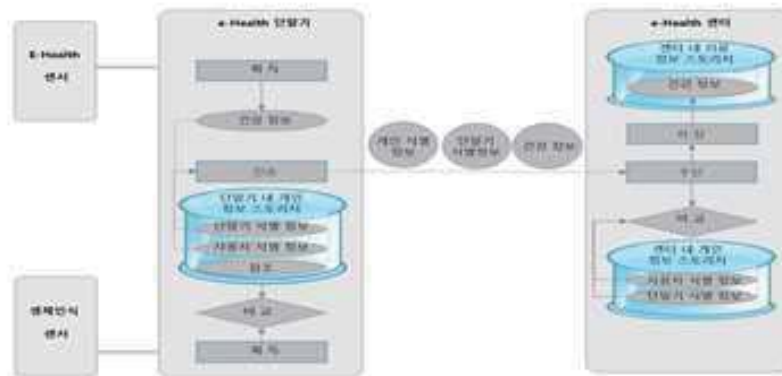 E-Health
센서
생체인식
센서
e-Health 단말기
획 득
건강 정보
전송
단말기 내 개인
정보 스토리지
단말기 식별 정보
사용자 식별 정보
참조
비 교
획 득
개인 식별
정보
단말기
식별정보
건강 정보
e-Health 센터
센터 내 의료
정보 스토리지
건강 정보
저 장
수신
비 교
센터 내 개인
정보 스토리지
사용자 식별 정보
단말기 식별 정보